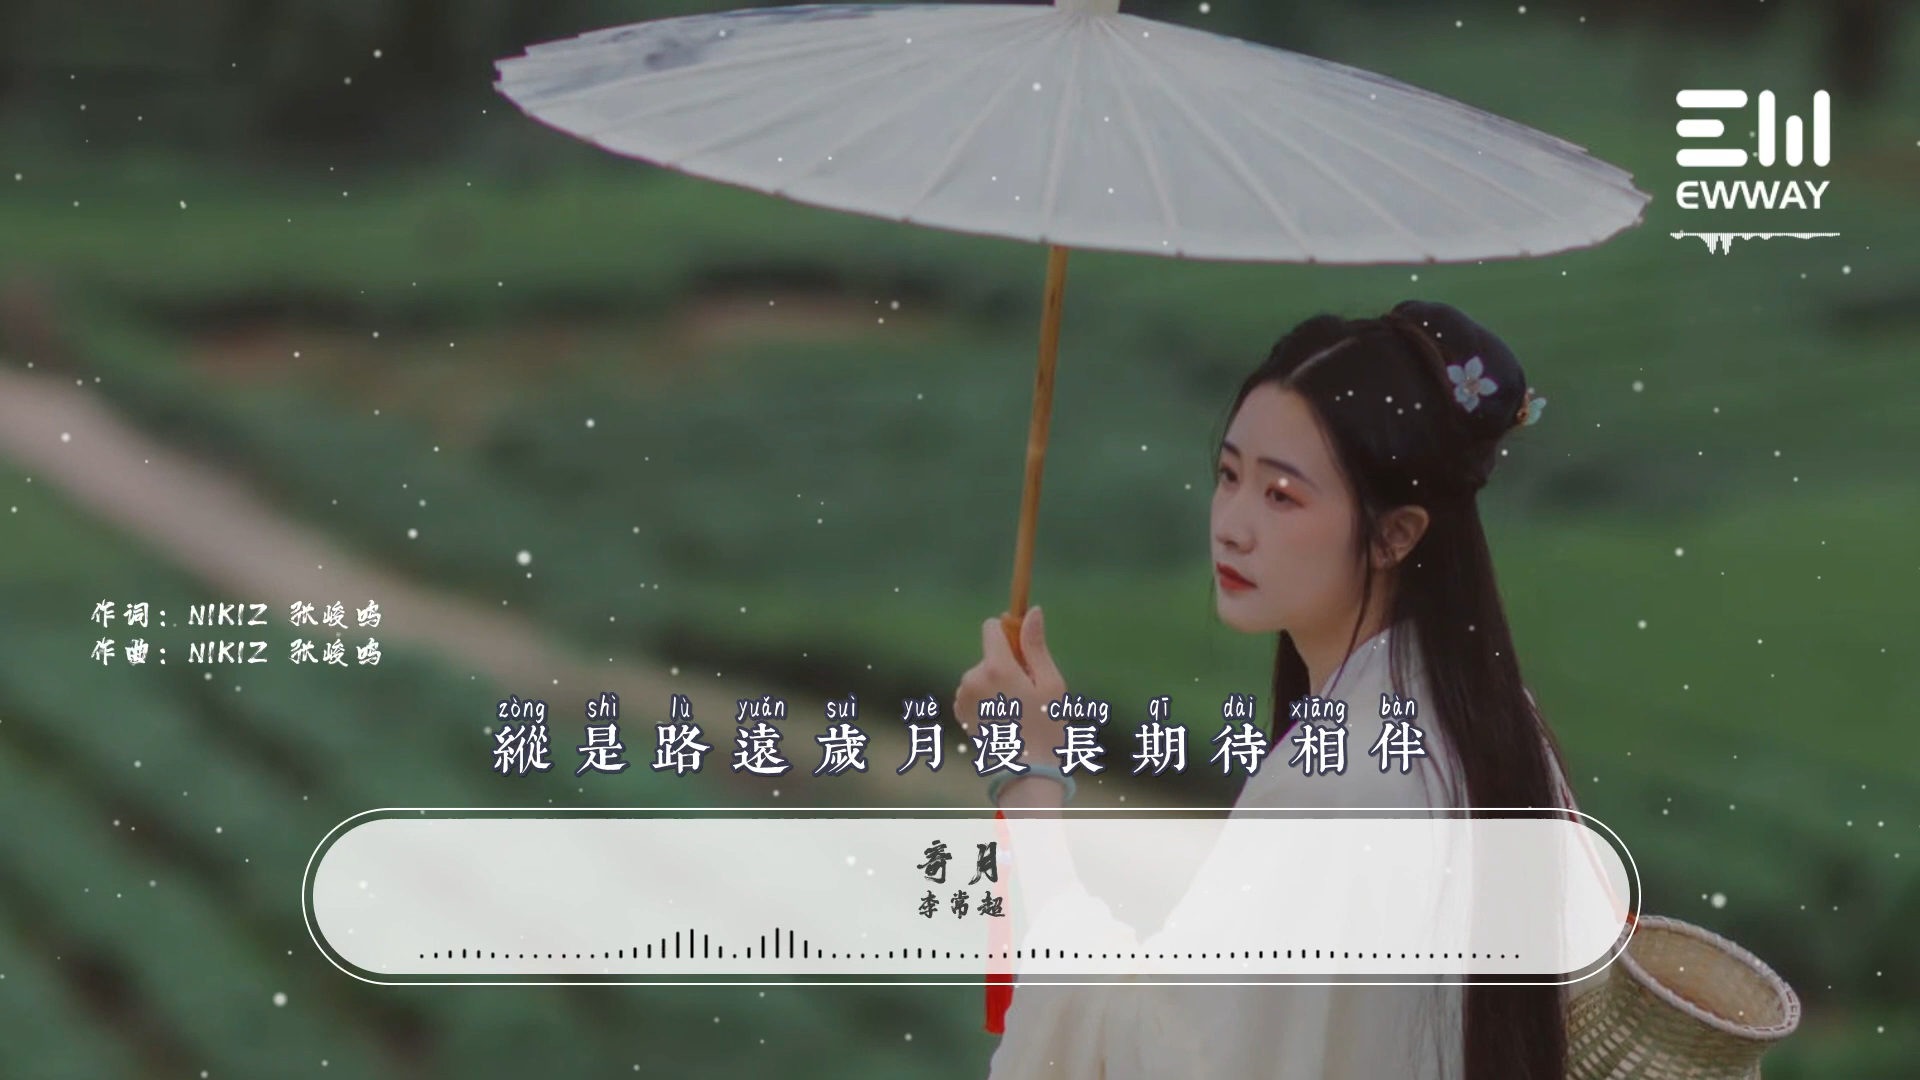 EWWAY
作词：NIKIZ 张峻鸣
作曲：NIKIZ 张峻鸣
zòng shì lù yuǎn suì yuè màn cháng qī dài xiāng bàn
縱是路遠歲月漫長期待相伴
寄月
李常超